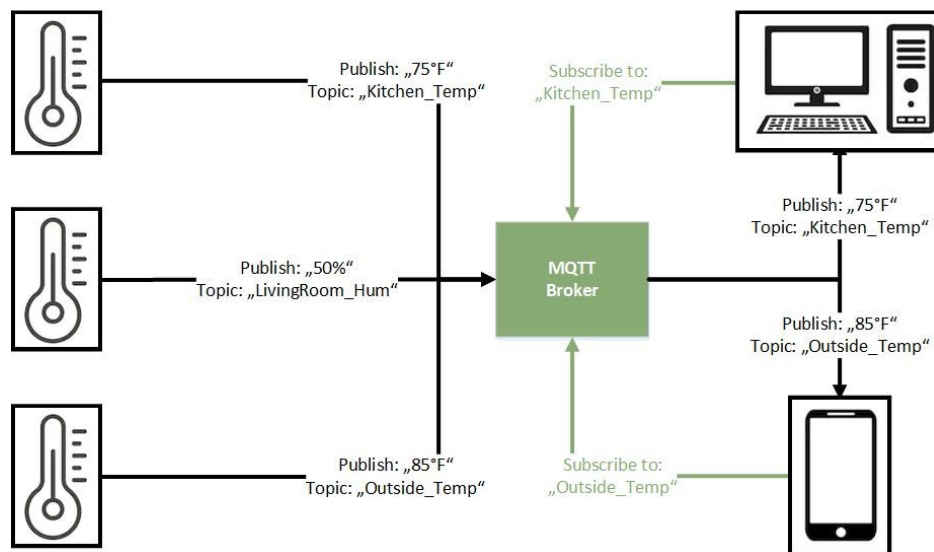 Publish: „75°F“
Topic: „Kitchen_Temp“
Subscribe to:
„Kitchen_Temp“
Publish: „75°F“
Topic: „Kitchen_Temp“
Publish: „50%“
Topic: „LivingRoom_Hum“
MQTT
Broker
Publish: „85°F“
Topic: „Outside_Temp“
Publish: „85°F“
Topic: „Outside_Temp“
Subscribe to:
„Outside_Temp“